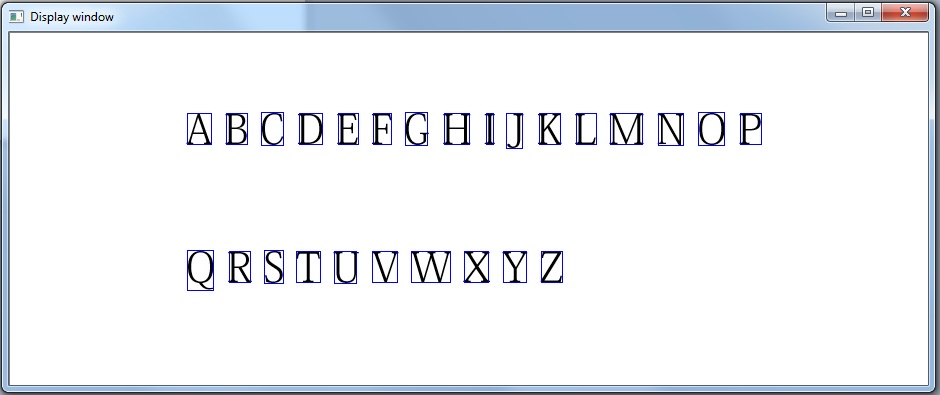 Display window
A B C D E F G H I J K L M N O P
Q R S T U V W X Y Z